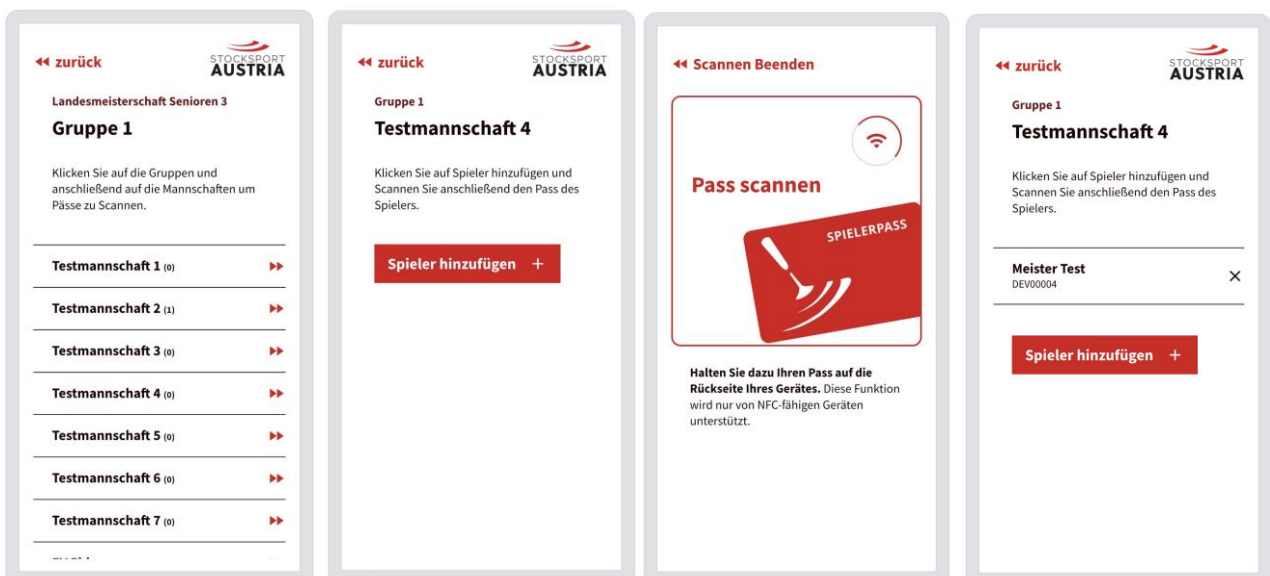 zurück
STOCKSPORT
AUSTRIA
Landesmeisterschaft Senioren 3
Gruppe 1
Klicken Sie auf die Gruppen und
anschließend auf die Mannschaften um
Pässe zu Scannen.
Testmannschaft 1 (0)
Testmannschaft 2 (1)
Testmannschaft 3 (0)
Testmannschaft 4 (0)
Testmannschaft 5 (0)
Testmannschaft 6 (0)
Testmannschaft 7 (0)
zurück
STOCKSPORT
AUSTRIA
Gruppe 1
Testmannschaft 4
Klicken Sie auf Spieler hinzufügen und
Scannen Sie anschließend den Pass des
Spielers.
Spieler hinzufügen +
Scannen Beenden
Pass scannen
SPIELERPASS
Halten Sie dazu Ihren Pass auf die
Rückseite Ihres Gerätes. Diese Funktion
wird nur von NFC-fähigen Geräten
unterstützt.
zurück
STOCKSPORT
AUSTRIA
Gruppe 1
Testmannschaft 4
Klicken Sie auf Spieler hinzufügen und
Scannen Sie anschließend den Pass des
Spielers.
Meister Test
DEV00004
Spieler hinzufügen +